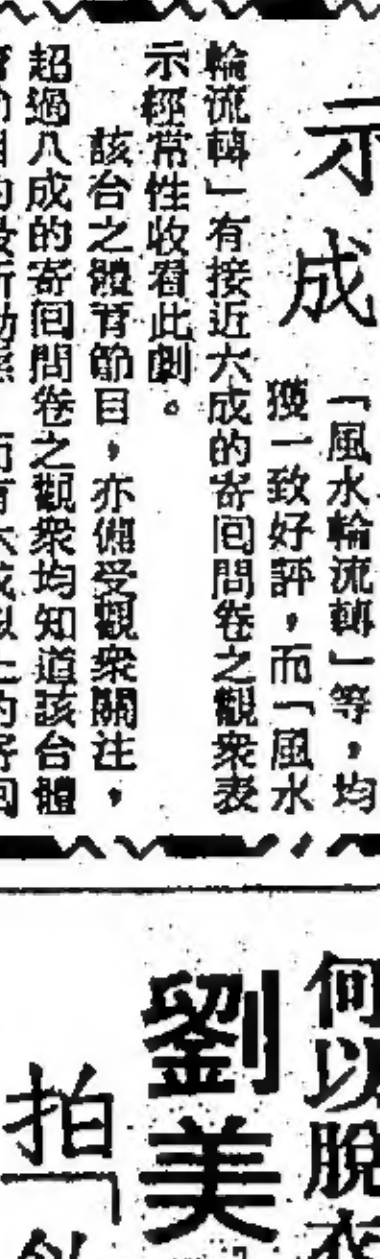 示成
「風水輪流轉」等，均
獲一致好評，而「風水
輪流轉」有接近六成的寄囘問卷之觀衆表
示經常性收看此劇。
該台之體育節目，亦備受觀衆關注，
超過八成的寄囘問卷之觀衆均知道該台體
何以脫衣
劉美
拍「